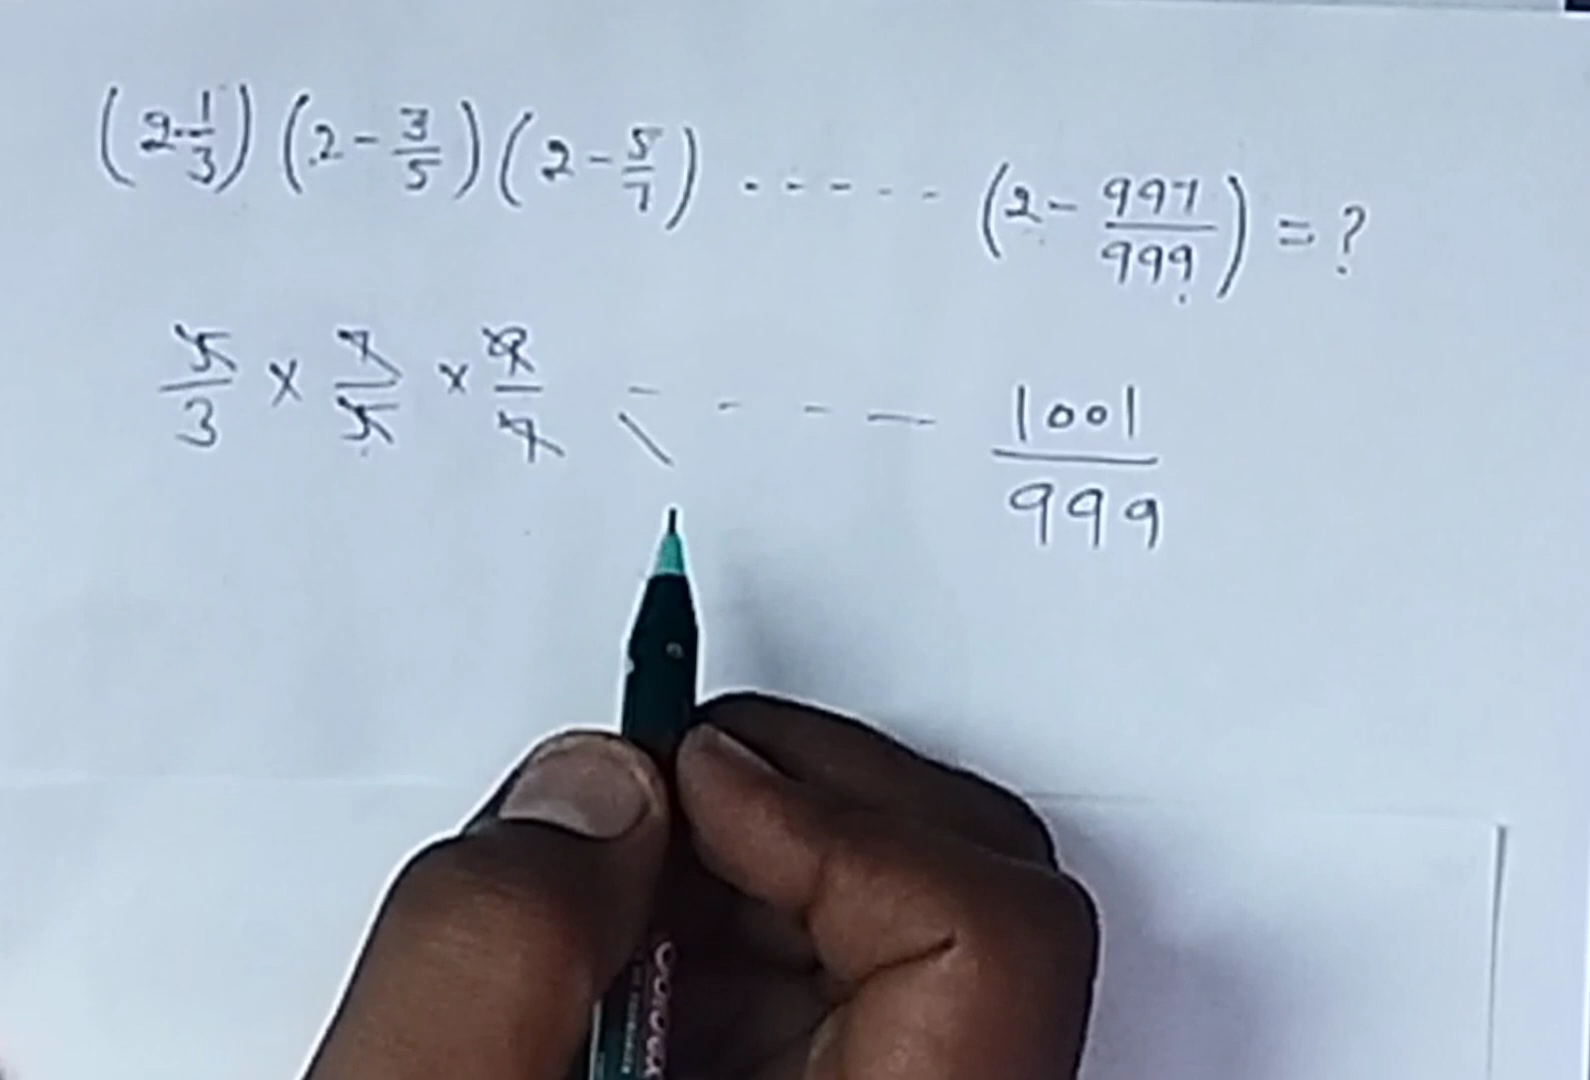 (2-1/3) (2-3/5) (2-5/7) ------ (2-997/999) = ?
5/3 x 7/5 x 9/7 - - - - 1001/999